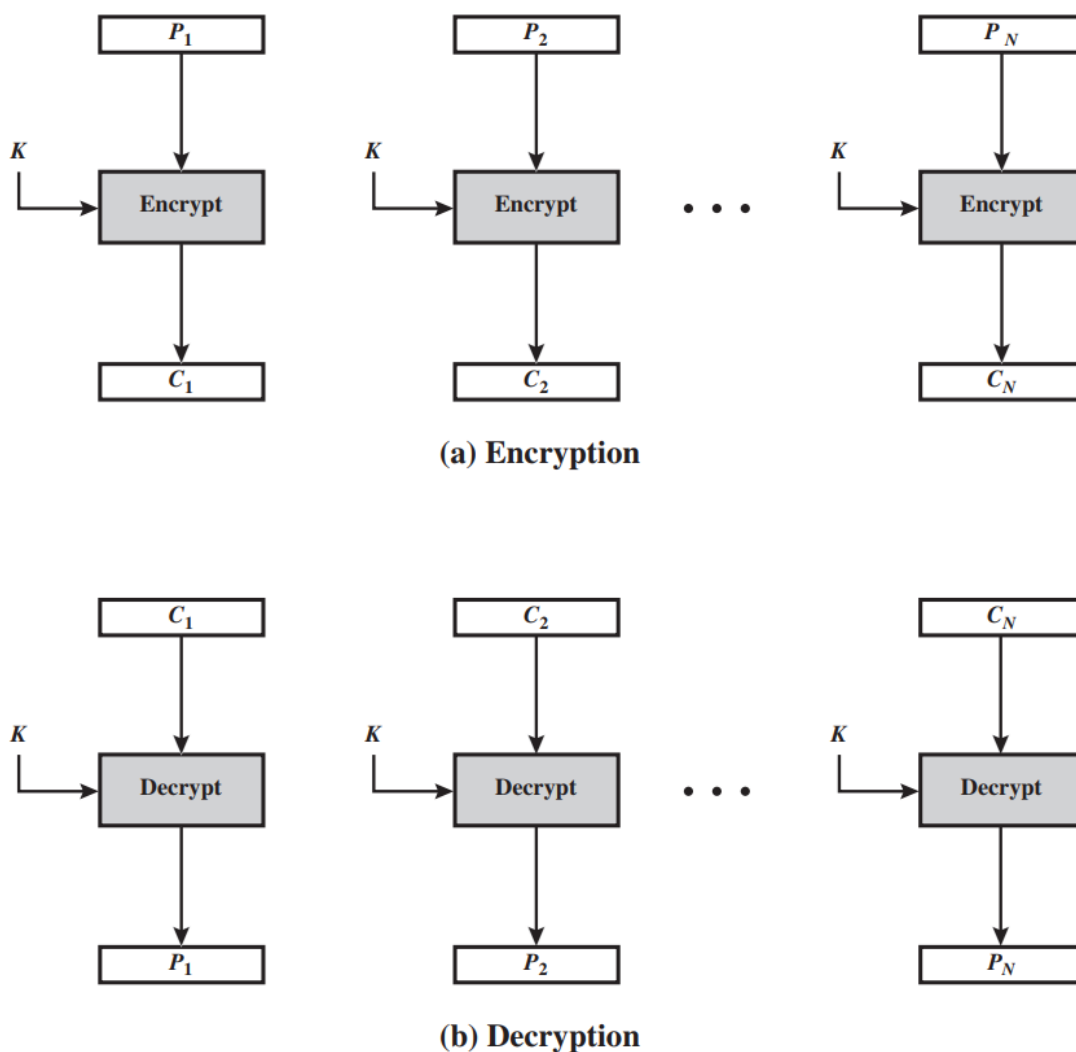 P1 P2 PN
K K K
Encrypt Encrypt • • • Encrypt
C1 C2 CN
(a) Encryption
C1 C2 CN
K K K
Decrypt Decrypt • • • Decrypt
P1 P2 PN
(b) Decryption